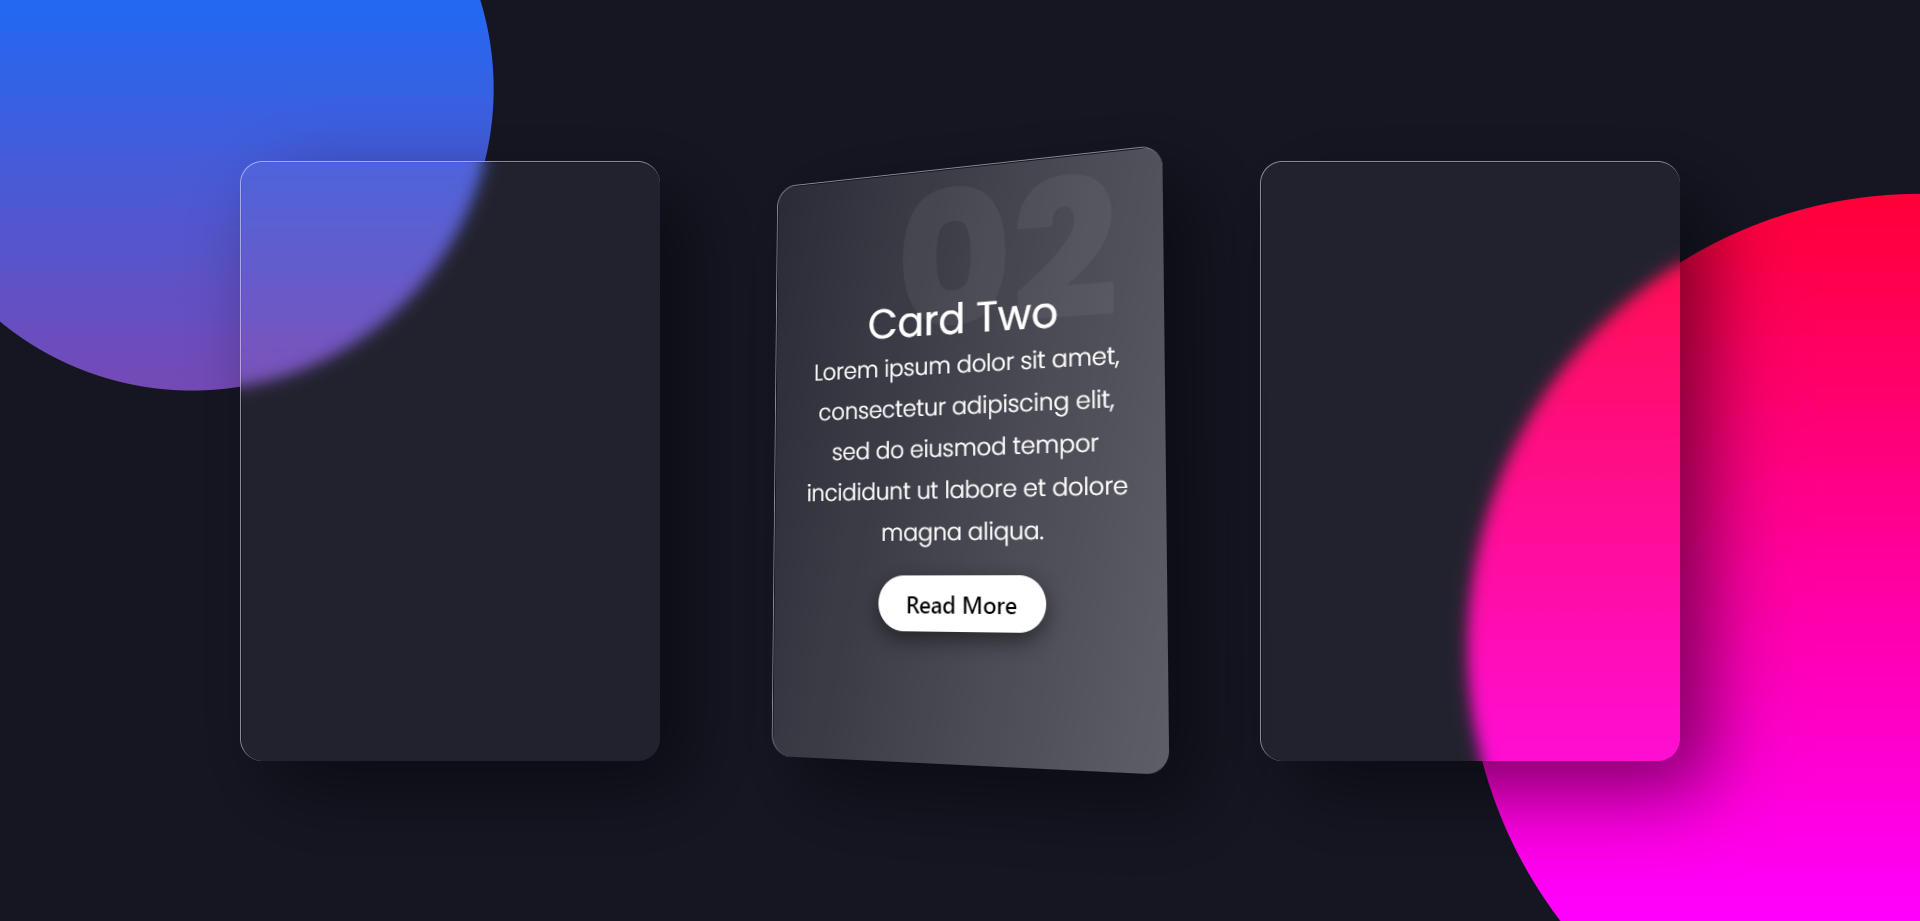 02
Card Two
Lorem ipsum dolor sit amet,
consectetur adipiscing elit,
sed do eiusmod tempor
incididunt ut labore et dolore
magna aliqua.
Read More